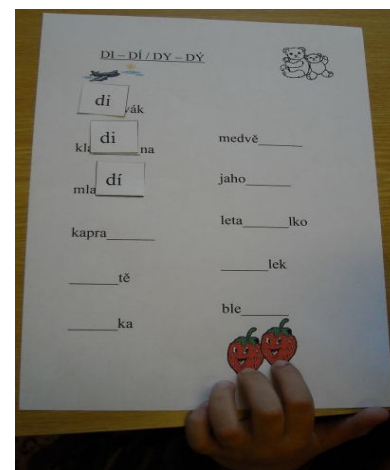 DI – DÍ / DY – DÝ
di vák
kla di na
mla dí
kapra______
______tě
______ka
medvě______
jaho______
leta______lko
______lek
ble______